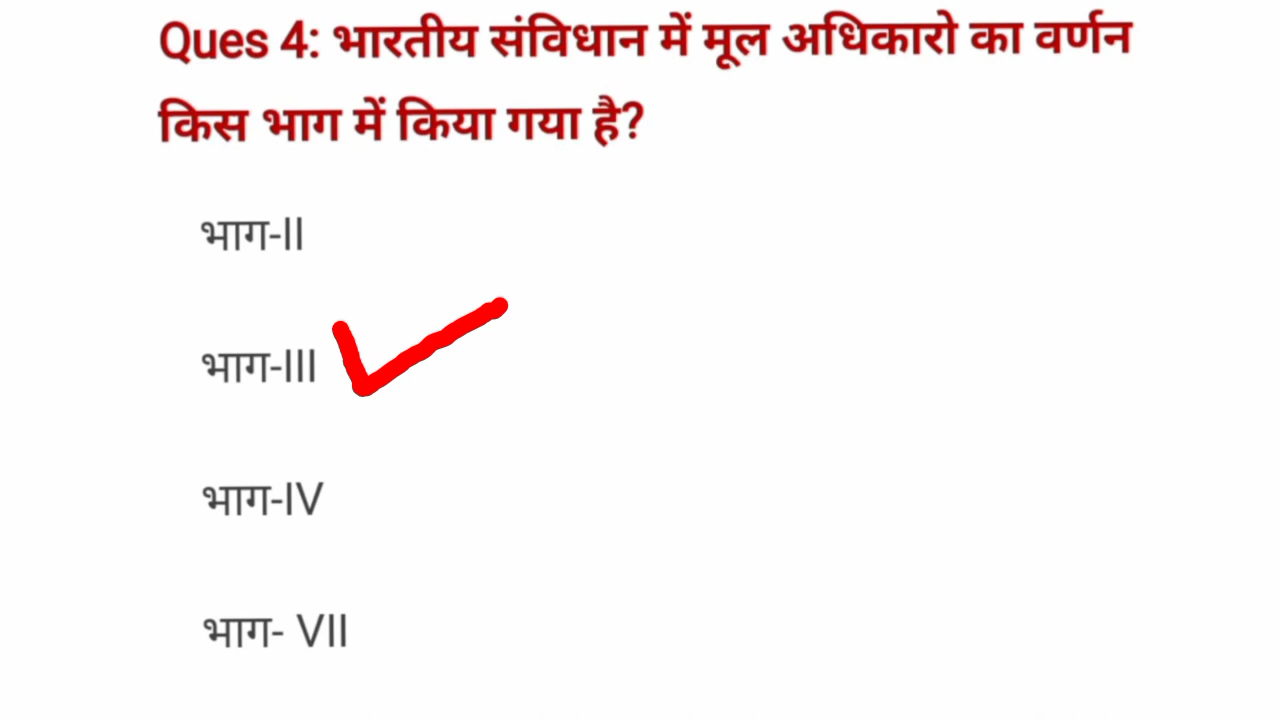 Ques 4: भारतीय संविधान में मूल अधिकारो का वर्णन
किस भाग में किया गया है?
भाग-II
भाग-III
भाग-IV
भाग- VII